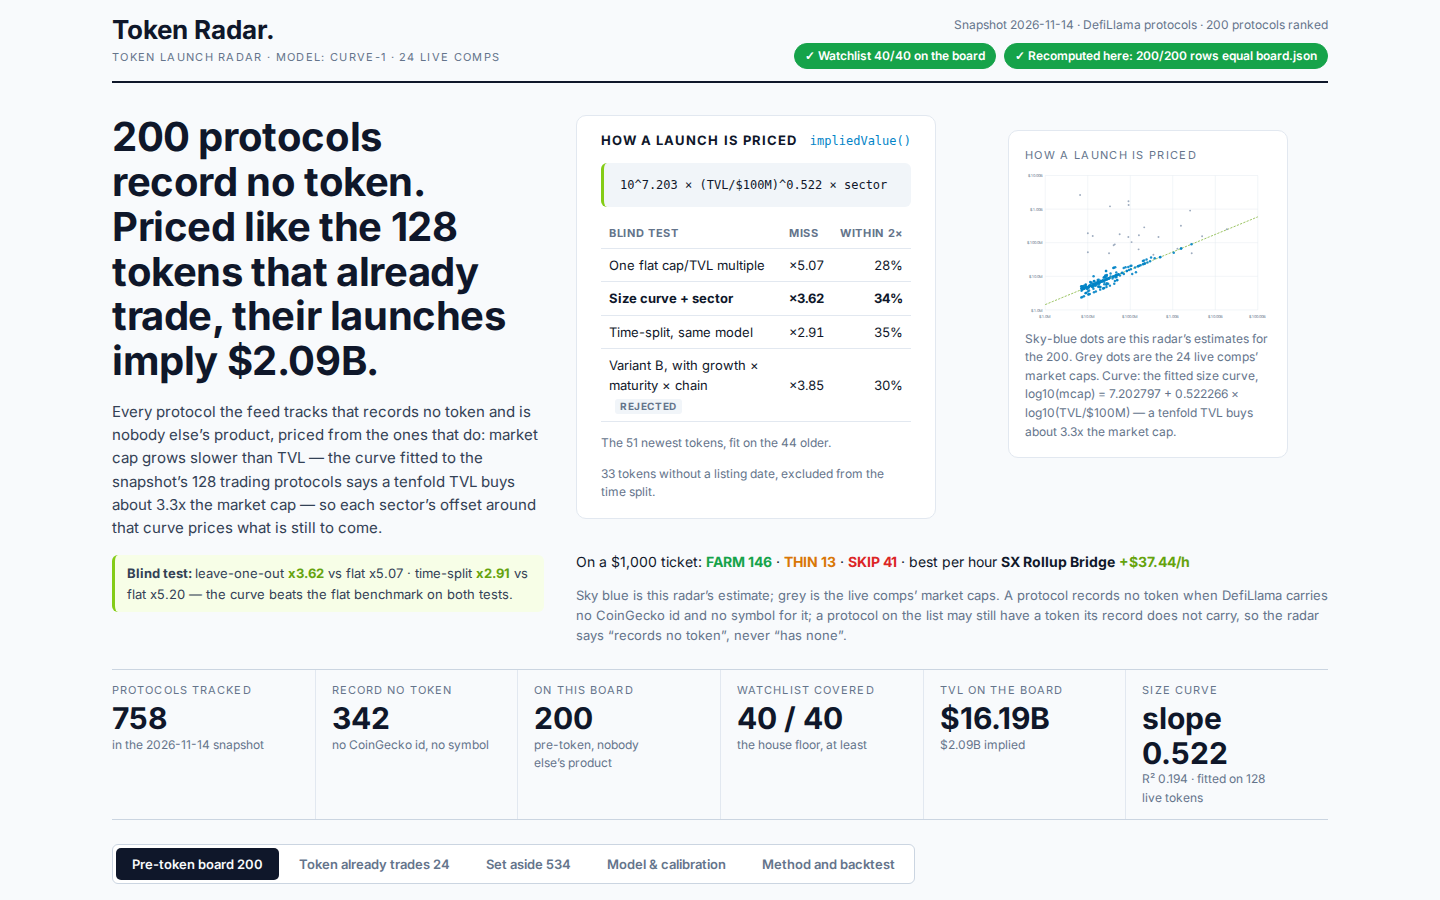 Token Radar.
TOKEN LAUNCH RADAR · MODEL: CURVE-1 · 24 LIVE COMPS
Snapshot 2026-11-14 · DefiLlama protocols · 200 protocols ranked
✓ Watchlist 40/40 on the board
✓ Recomputed here: 200/200 rows equal board.json
200 protocols
record no token.
Priced like the 128
tokens that already
trade, their launches
imply $2.09B.
Every protocol the feed tracks that records no token and is
nobody else’s product, priced from the ones that do: market
cap grows slower than TVL — the curve fitted to the
snapshot’s 128 trading protocols says a tenfold TVL buys
about 3.3x the market cap — so each sector’s offset around
that curve prices what is still to come.
Blind test: leave-one-out x3.62 vs flat x5.07 · time-split x2.91 vs
flat x5.20 — the curve beats the flat benchmark on both tests.
HOW A LAUNCH IS PRICED impliedValue()
10^7.203 × (TVL/$100M)^0.522 × sector
BLIND TEST MISS WITHIN 2×
One flat cap/TVL multiple ×5.07 28%
Size curve + sector ×3.62 34%
Time-split, same model ×2.91 35%
Variant B, with growth ×
maturity × chain ×3.85 30%
REJECTED
The 51 newest tokens, fit on the 44 older.
33 tokens without a listing date, excluded from the
time split.
HOW A LAUNCH IS PRICED
Sky-blue dots are this radar’s estimates for
the 200. Grey dots are the 24 live comps’
market caps. Curve: the fitted size curve,
log10(mcap) = 7.202797 + 0.522266 ×
log10(TVL/$100M) — a tenfold TVL buys
about 3.3x the market cap.
On a $1,000 ticket: FARM 146 · THIN 13 · SKIP 41 · best per hour SX Rollup Bridge +$37.44/h
Sky blue is this radar’s estimate; grey is the live comps’ market caps. A protocol records no token when DefiLlama carries
no CoinGecko id and no symbol for it; a protocol on the list may still have a token its record does not carry, so the radar
says “records no token”, never “has none”.
PROTOCOLS TRACKED
758
in the 2026-11-14 snapshot
RECORD NO TOKEN
342
no CoinGecko id, no symbol
ON THIS BOARD
200
pre-token, nobody
else’s product
WATCHLIST COVERED
40 / 40
the house floor, at least
TVL ON THE BOARD
$16.19B
$2.09B implied
SIZE CURVE
slope
0.522
R² 0.194 · fitted on 128
live tokens
Pre-token board 200
Token already trades 24
Set aside 534
Model & calibration
Method and backtest